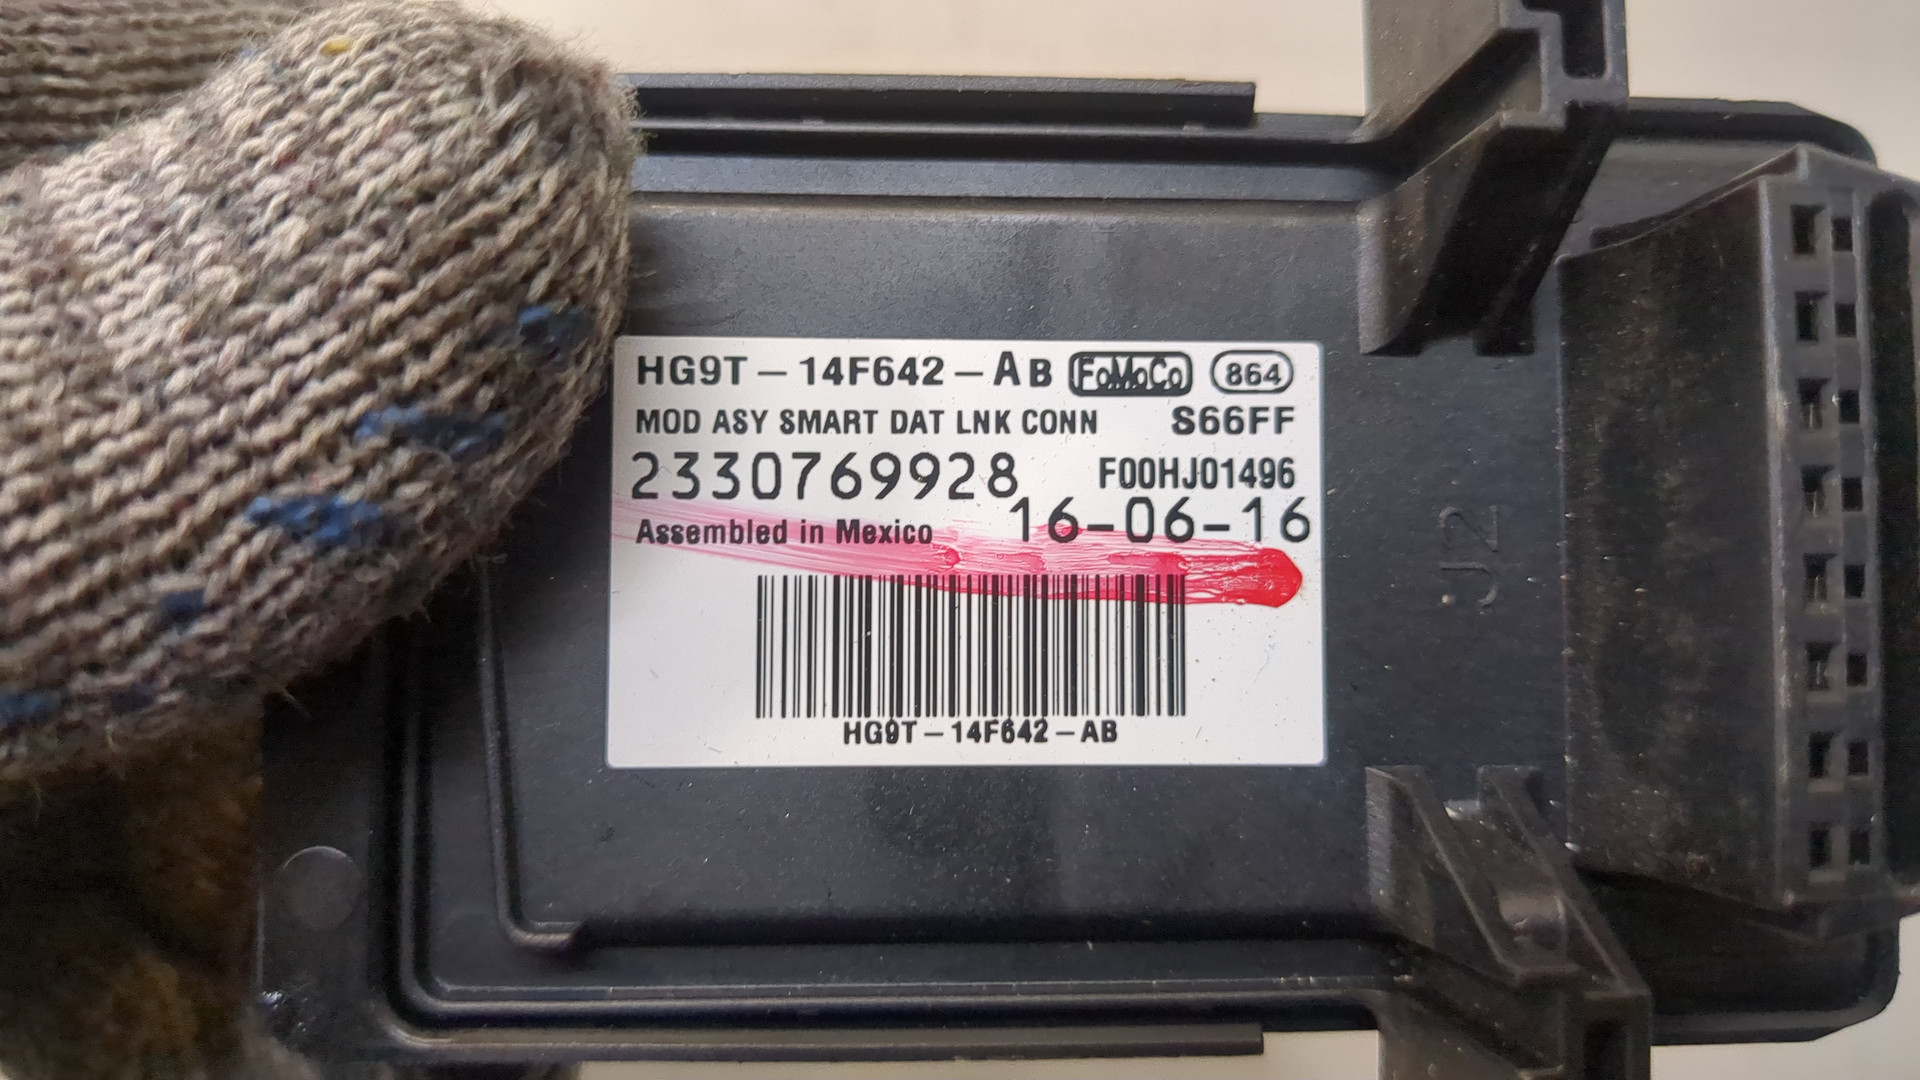 HG9T-14F642-AB FoMoCo 864
MOD ASY SMART DAT LNK CONN S66FF
2330769928 F00HJ01496
Assembled in Mexico 16-06-16
HG9T-14F642-AB
J2